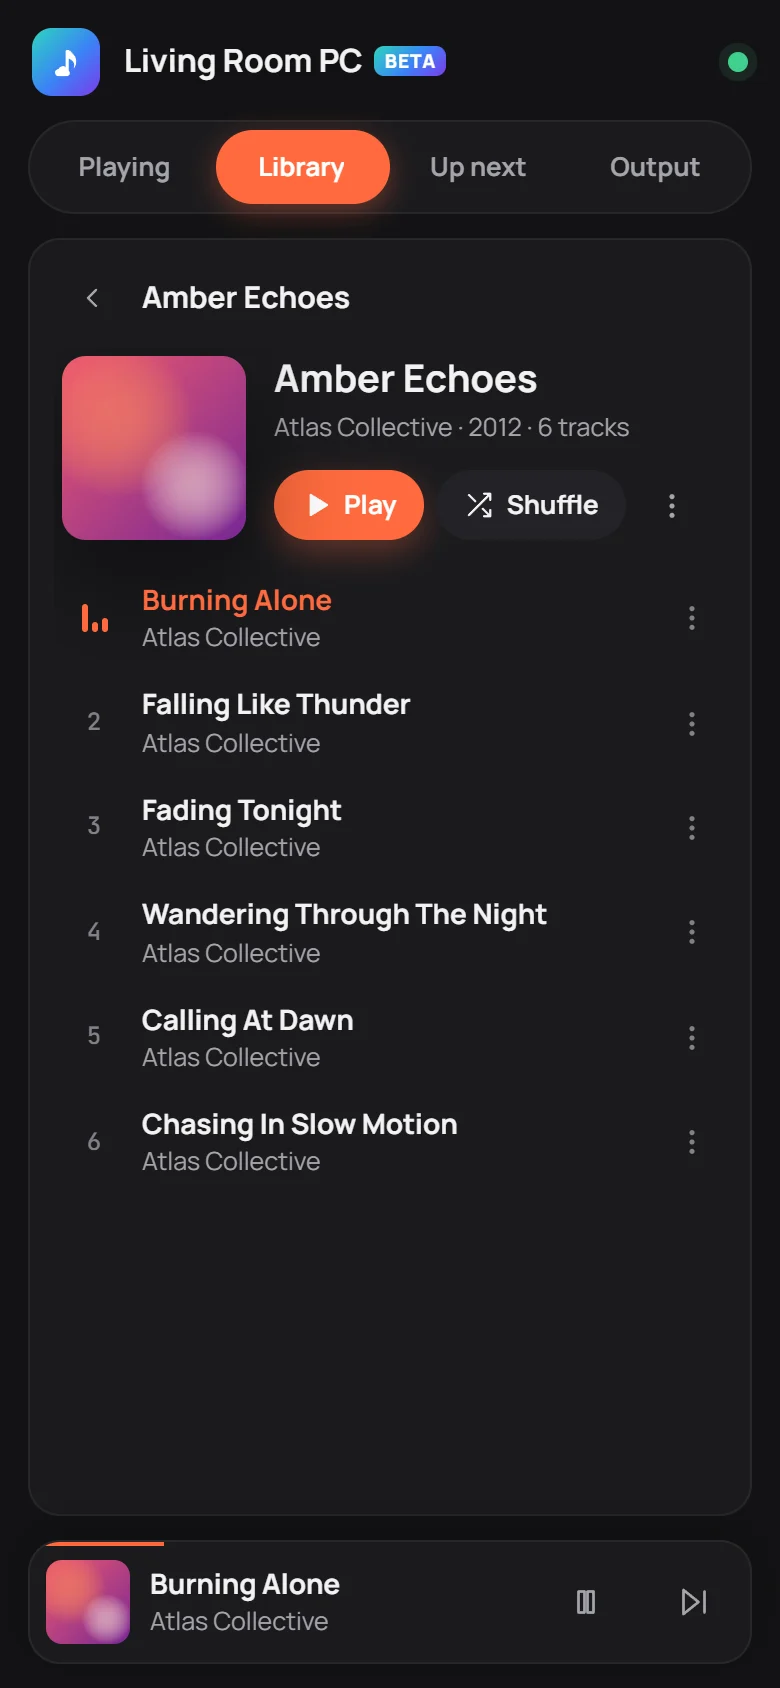 Living Room PC BETA
Playing Library Up next Output
Amber Echoes
Amber Echoes
Atlas Collective · 2012 · 6 tracks
Play Shuffle
Burning Alone
Atlas Collective
2 Falling Like Thunder
Atlas Collective
3 Fading Tonight
Atlas Collective
4 Wandering Through The Night
Atlas Collective
5 Calling At Dawn
Atlas Collective
6 Chasing In Slow Motion
Atlas Collective
Burning Alone
Atlas Collective